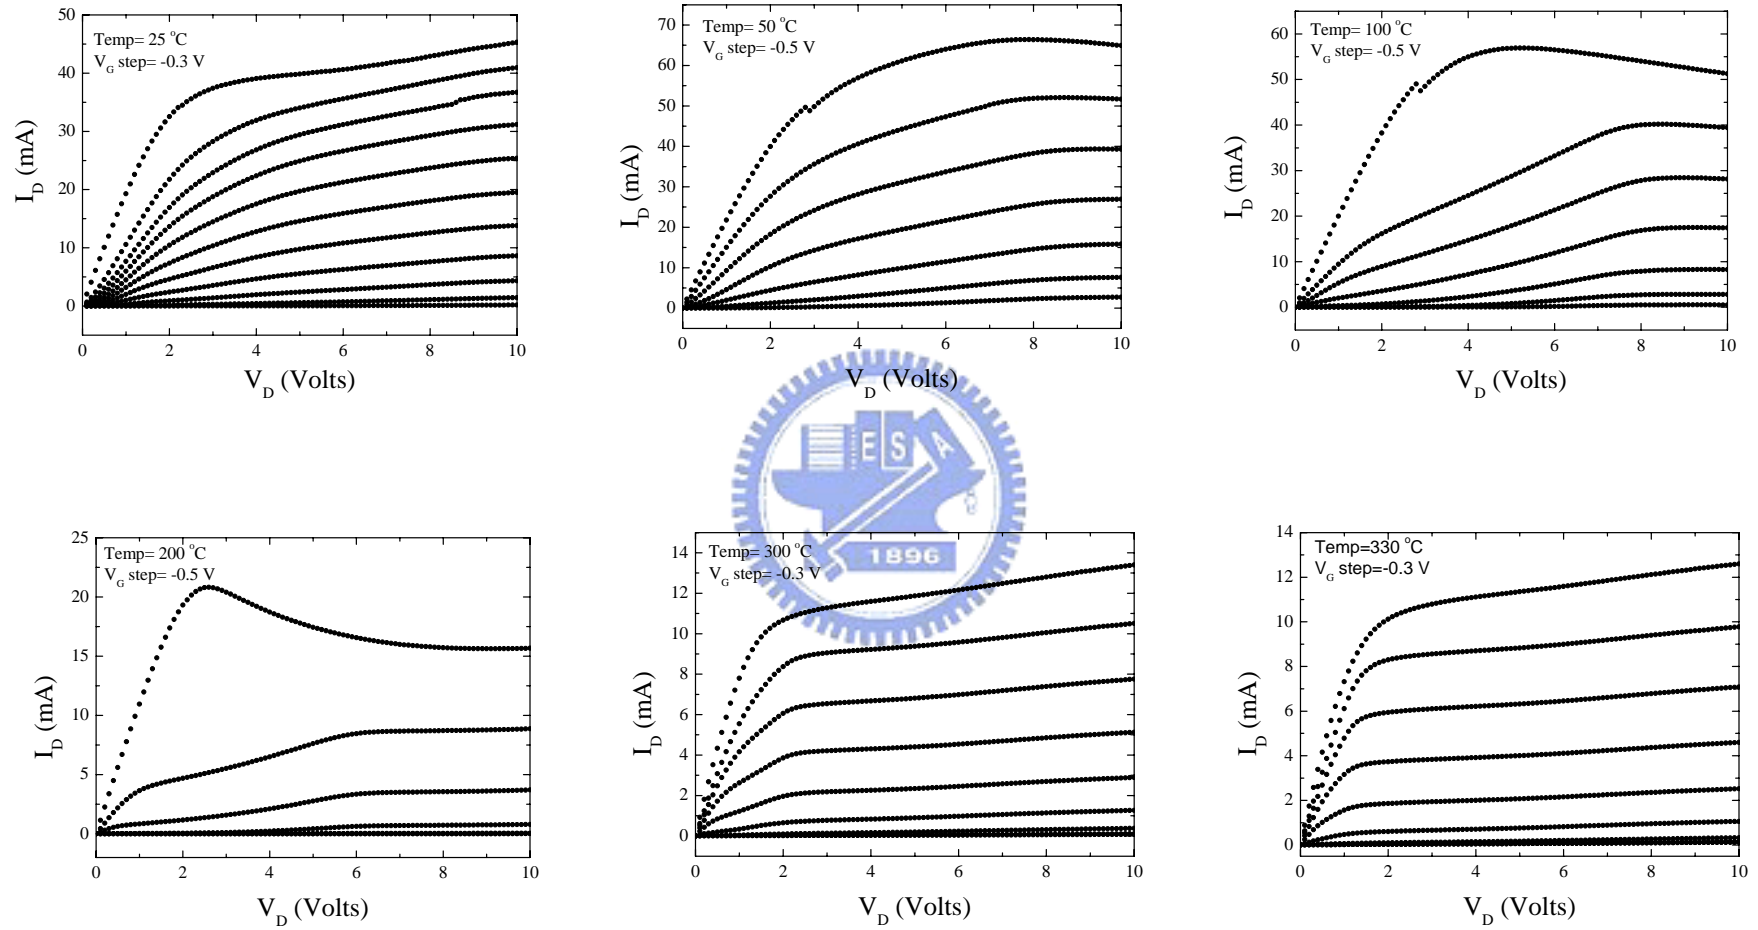 Temp= 25 °C
V_G step= -0.3 V
50
45
40
30
20
10
0
0 2 4 6 8 10
I_D (mA)
V_D (Volts)
Temp= 50 °C
V_G step= -0.5 V
70
60
50
40
30
20
10
0
0 2 4 6 8 10
I_D (mA)
V_D (Volts)
Temp= 100 °C
V_G step= -0.5 V
60
50
40
30
20
10
0
0 2 4 6 8 10
I_D (mA)
V_D (Volts)
E S A
1896
Temp= 200 °C
V_G step= -0.5 V
25
20
15
10
5
0
0 2 4 6 8 10
I_D (mA)
V_D (Volts)
Temp= 300 °C
V_G step= -0.3 V
14
12
10
8
6
4
2
0
0 2 4 6 8 10
I_D (mA)
V_D (Volts)
Temp=330 °C
V_G step=-0.3 V
14
12
10
8
6
4
2
0
0 2 4 6 8 10
I_D (mA)
V_D (Volts)